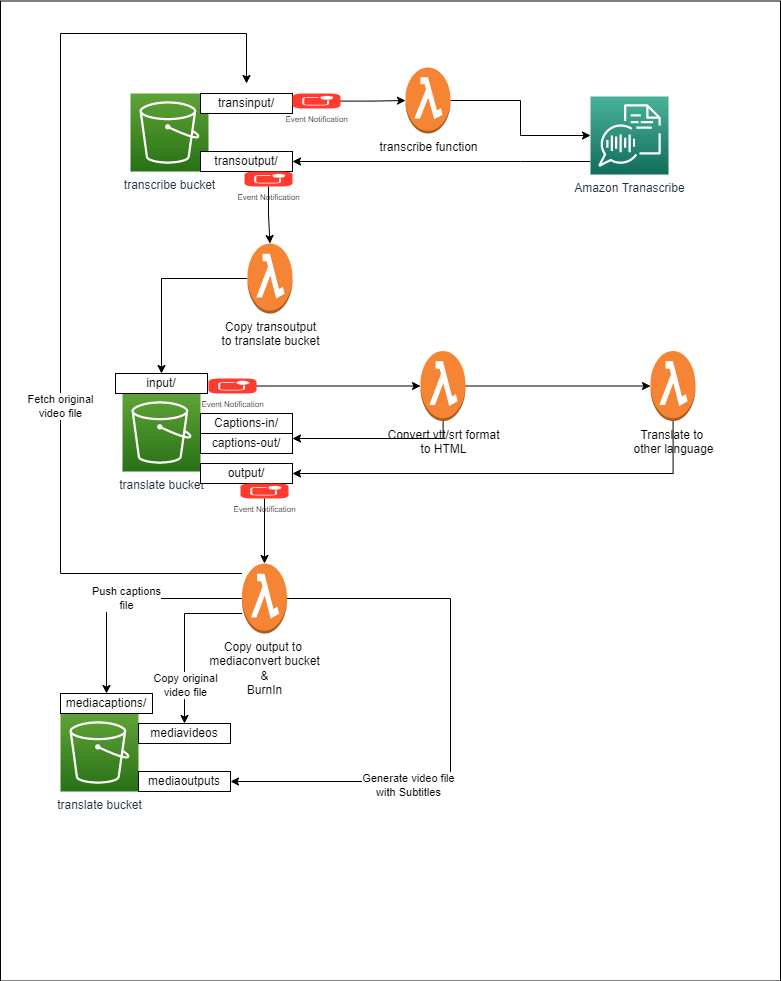 transinput/
Event Notification
transcribe function
transoutput/
transcribe bucket
Amazon Tranascribe
Event Notification
Copy transoutput
to translate bucket
input/
Event Notification
Fetch original
video file
Captions-in/
captions-out/
Convert vtt/srt format
to HTML
Translate to
other language
output/
translate bucket
Event Notification
Push captions
file
Copy output to
mediaconvert bucket
&
BurnIn
Copy original
video file
mediacaptions/
mediavideos
mediaoutputs
Generate video file
with Subtitles
translate bucket